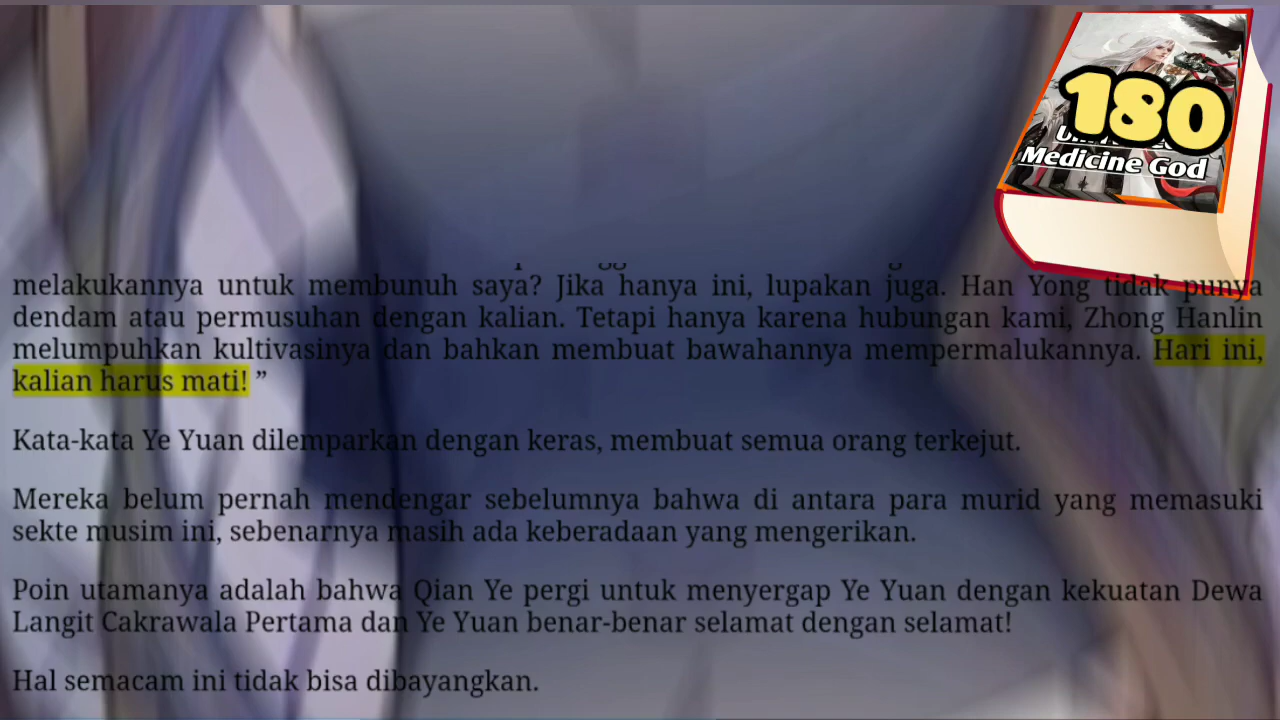 180
Medicine God
melakukannya untuk membunuh saya? Jika hanya ini, lupakan juga. Han Yong tidak punya
dendam atau permusuhan dengan kalian. Tetapi hanya karena hubungan kami, Zhong Hanlin
melumpuhkan kultivasinya dan bahkan membuat bawahannya mempermalukannya. Hari ini,
kalian harus mati! ”
Kata-kata Ye Yuan dilemparkan dengan keras, membuat semua orang terkejut.
Mereka belum pernah mendengar sebelumnya bahwa di antara para murid yang memasuki
sekte musim ini, sebenarnya masih ada keberadaan yang mengerikan.
Poin utamanya adalah bahwa Qian Ye pergi untuk menyergap Ye Yuan dengan kekuatan Dewa
Langit Cakrawala Pertama dan Ye Yuan benar-benar selamat dengan selamat!
Hal semacam ini tidak bisa dibayangkan.